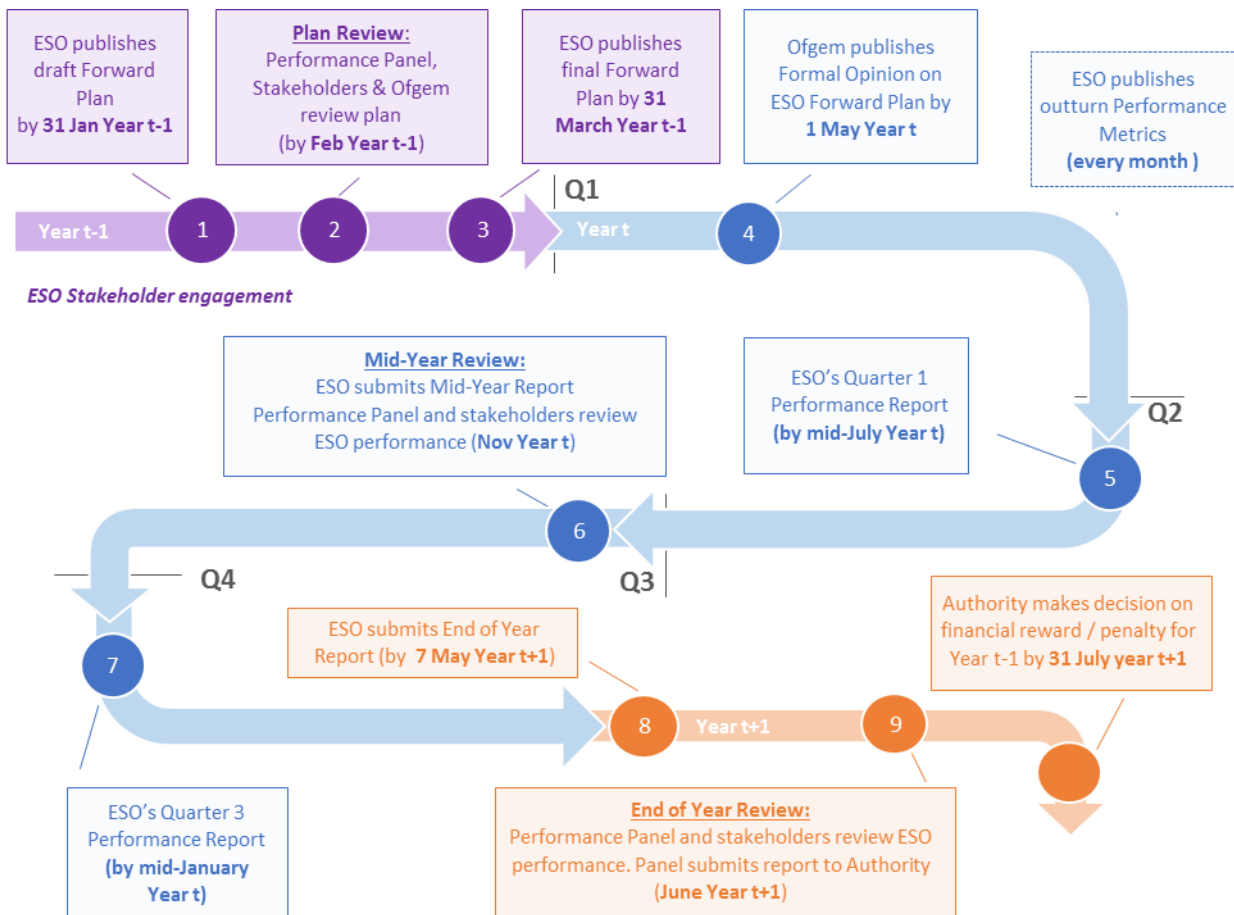 ESO publishes
draft Forward
Plan
by 31 Jan Year t-1
Plan Review:
Performance Panel,
Stakeholders & Ofgem
review plan
(by Feb Year t-1)
ESO publishes
final Forward
Plan by 31
March Year t-1
Ofgem publishes
Formal Opinion on
ESO Forward Plan by
1 May Year t
ESO publishes
outturn Performance
Metrics
(every month )
Q1
Year t-1
1
2
3
Year t
4
ESO Stakeholder engagement
Mid-Year Review:
ESO submits Mid-Year Report
Performance Panel and stakeholders review
ESO performance (Nov Year t)
ESO's Quarter 1
Performance Report
(by mid-July Year t)
Q2
5
6
Q3
Q4
7
ESO submits End of Year
Report (by 7 May Year t+1)
Authority makes decision on
financial reward / penalty for
Year t-1 by 31 July year t+1
8
Year t+1
9
ESO's Quarter 3
Performance Report
(by mid-January
Year t)
End of Year Review:
Performance Panel and stakeholders review ESO
performance. Panel submits report to Authority
(June Year t+1)